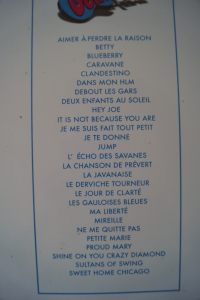 AIMER À PERDRE LA RAISON
BETTY
BLUEBERRY
CARAVANE
CLANDESTINO
DANS MON HLM
DEBOUT LES GARS
DEUX ENFANTS AU SOLEIL
HEY JOE
IT IS NOT BECAUSE YOU ARE
JE ME SUIS FAIT TOUT PETIT
JE TE DONNE
JUMP
L' ÉCHO DES SAVANES
LA CHANSON DE PRÉVERT
LA JAVANAISE
LE DERVICHE TOURNEUR
LE JOUR DE CLARTÉ
LES GAULOISES BLEUES
MA LIBERTÉ
MIREILLE
NE ME QUITTE PAS
PETITE MARIE
PROUD MARY
SHINE ON YOU CRAZY DIAMOND
SULTANS OF SWING
SWEET HOME CHICAGO